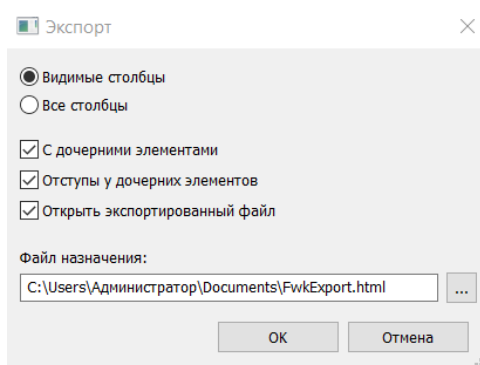 Экспорт
Видимые столбцы
Все столбцы
С дочерними элементами
Отступы у дочерних элементов
Открыть экспортированный файл
Файл назначения:
C:\Users\Администратор\Documents\FwkExport.html ...
ОК Отмена